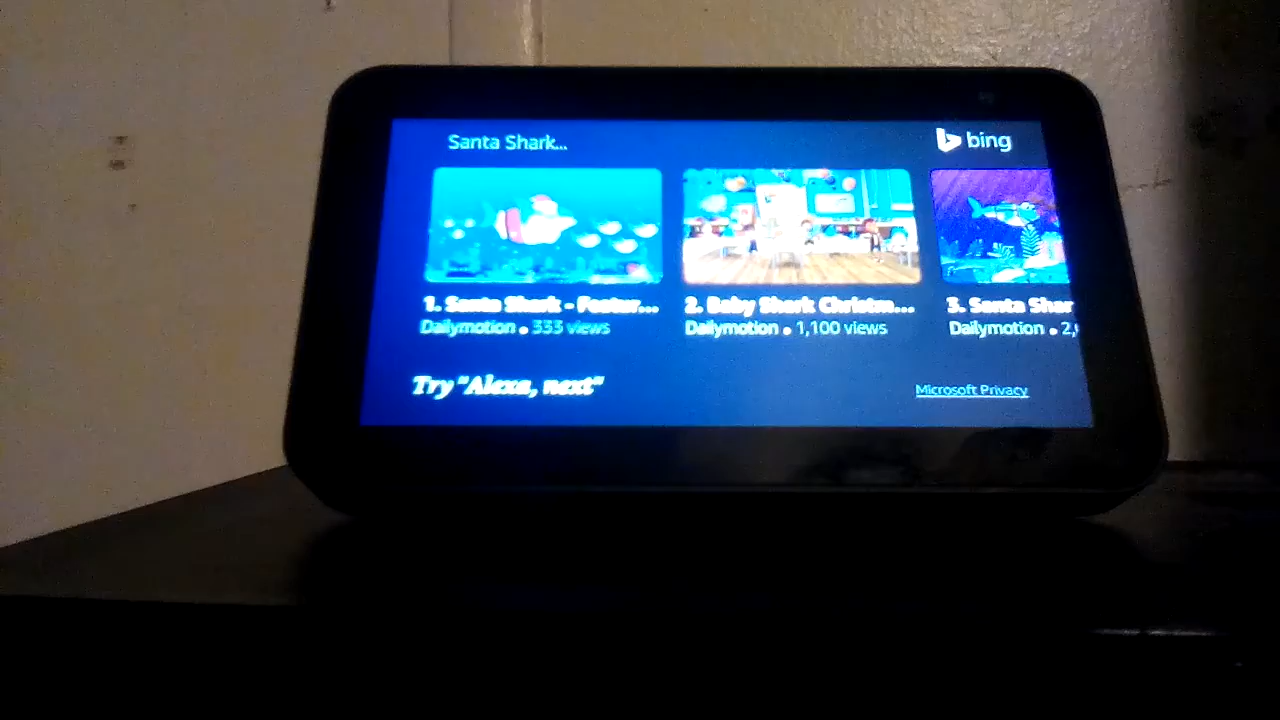 Santa Shark...
bing
1. Santa Shark - Foster...
2. Baby Shark Christm...
3. Santa Shar
Dailymotion • 333 views
Dailymotion • 1,100 views
Dailymotion • 2,
Try "Alexa, next"
Microsoft Privacy